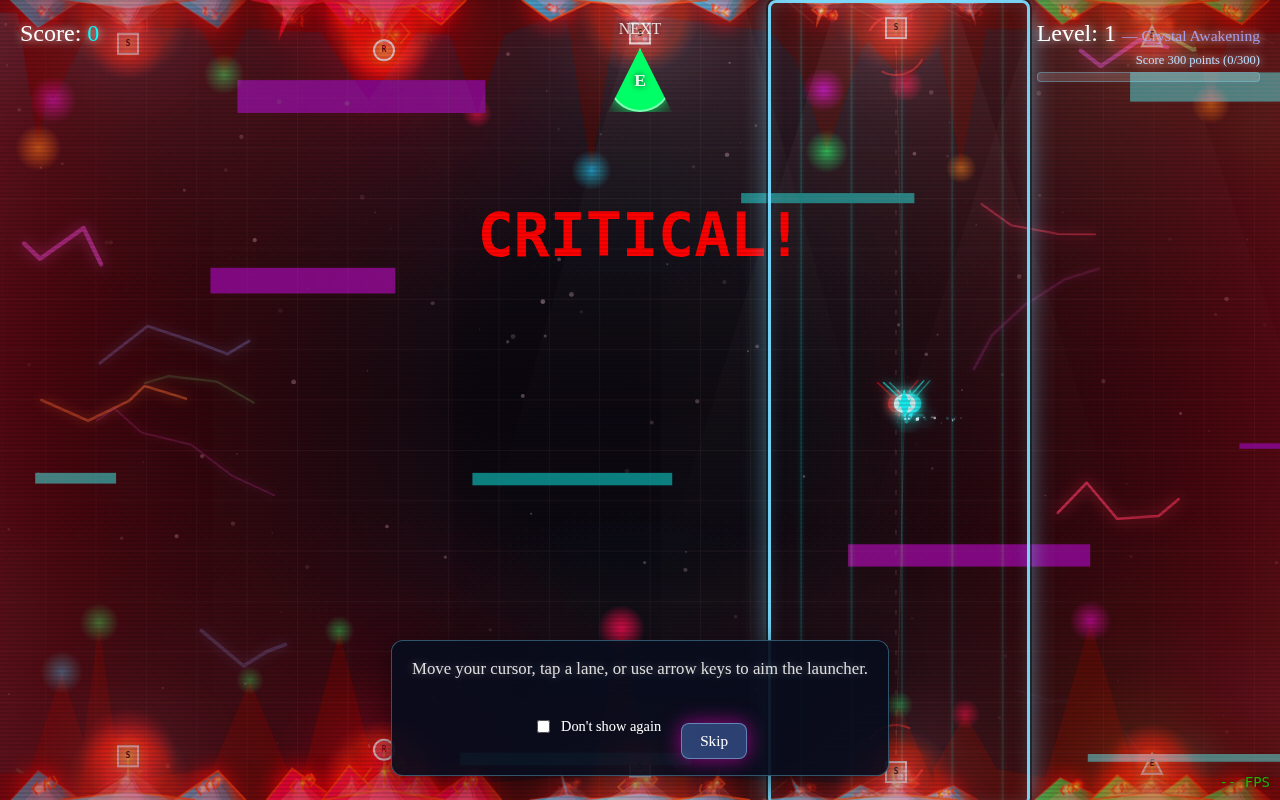 Score: 0
S
R
NEXT
E
S
Level: 1 — Crystal Awakening
Score 300 points (0/300)
CRITICAL!
Move your cursor, tap a lane, or use arrow keys to aim the launcher.
Don't show again
Skip
S
R
S
E
-- FPS